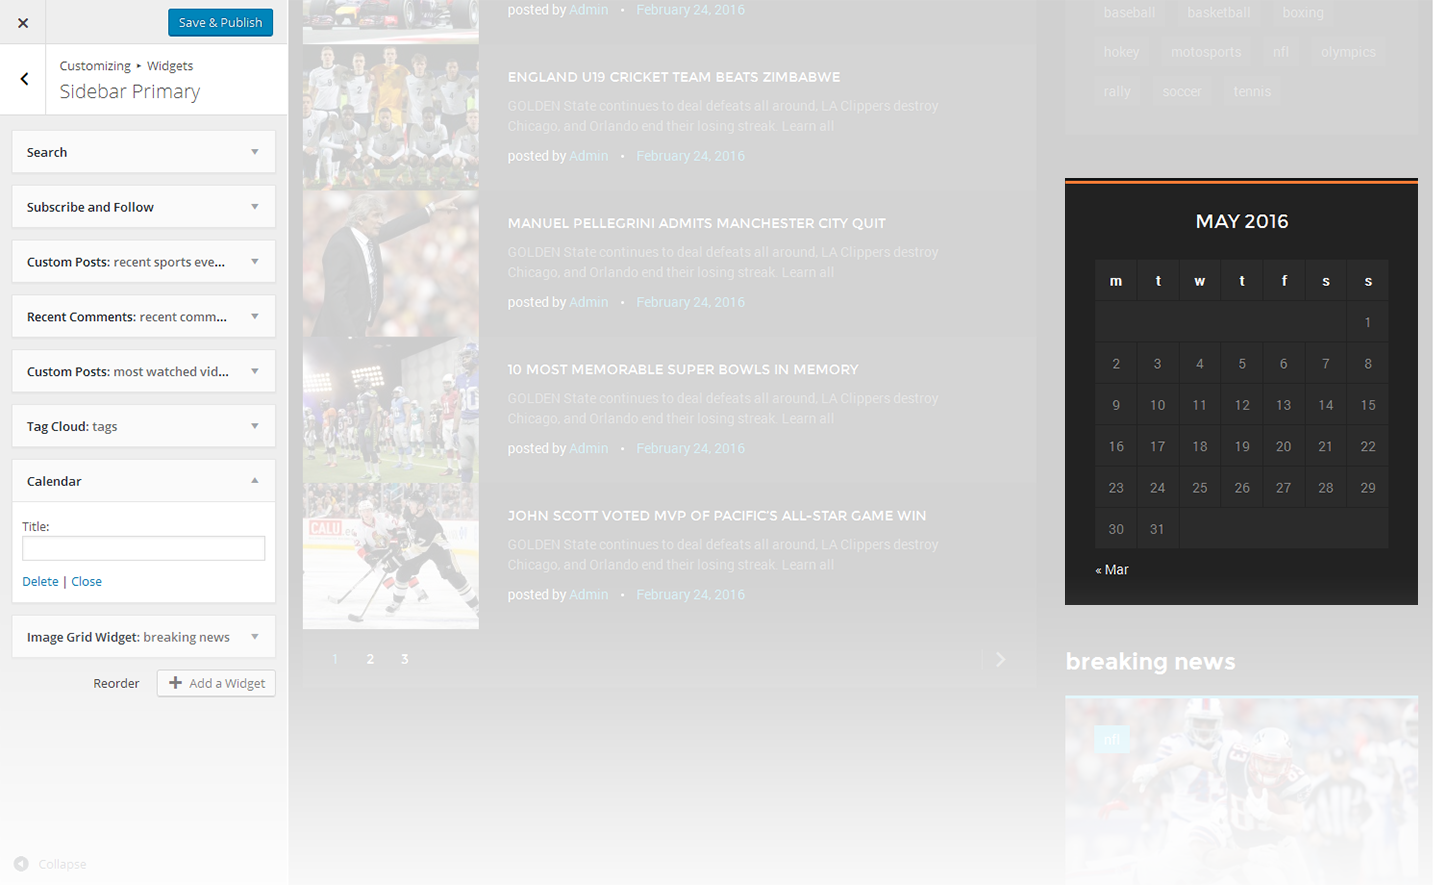 Save & Publish
Customizing ▸ Widgets
Sidebar Primary
Search
Subscribe and Follow
Custom Posts: recent sports eve...
Recent Comments: recent comm...
Custom Posts: most watched vid...
Tag Cloud: tags
Calendar
Title:
Delete | Close
Image Grid Widget: breaking news
Reorder
Add a Widget
Collapse
posted by Admin • February 24, 2016
ENGLAND U19 CRICKET TEAM BEATS ZIMBABWE
GOLDEN State continues to deal defeats all around, LA Clippers destroy
Chicago, and Orlando end their losing streak. Learn all
posted by Admin • February 24, 2016
MANUEL PELLEGRINI ADMITS MANCHESTER CITY QUIT
GOLDEN State continues to deal defeats all around, LA Clippers destroy
Chicago, and Orlando end their losing streak. Learn all
posted by Admin • February 24, 2016
10 MOST MEMORABLE SUPER BOWLS IN MEMORY
GOLDEN State continues to deal defeats all around, LA Clippers destroy
Chicago, and Orlando end their losing streak. Learn all
posted by Admin • February 24, 2016
CALU
JOHN SCOTT VOTED MVP OF PACIFIC'S ALL-STAR GAME WIN
GOLDEN State continues to deal defeats all around, LA Clippers destroy
Chicago, and Orlando end their losing streak. Learn all
posted by Admin • February 24, 2016
1 2 3
baseball basketball boxing
hokey motosports nfl olympics
rally soccer tennis
MAY 2016
m t w t f s s
1
2 3 4 5 6 7 8
9 10 11 12 13 14 15
16 17 18 19 20 21 22
23 24 25 26 27 28 29
30 31
« Mar
breaking news
nfl